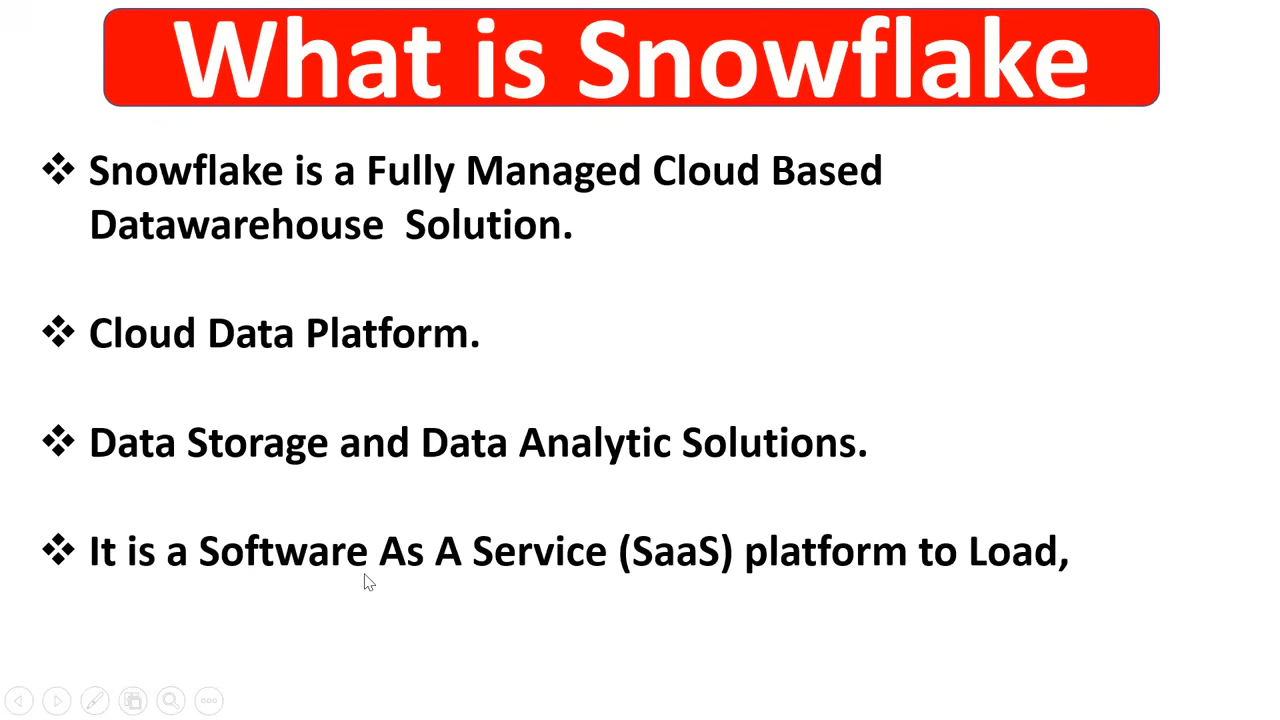 What is Snowflake
❖ Snowflake is a Fully Managed Cloud Based
Datawarehouse  Solution.
❖ Cloud Data Platform.
❖ Data Storage and Data Analytic Solutions.
❖ It is a Software As A Service (SaaS) platform to Load,